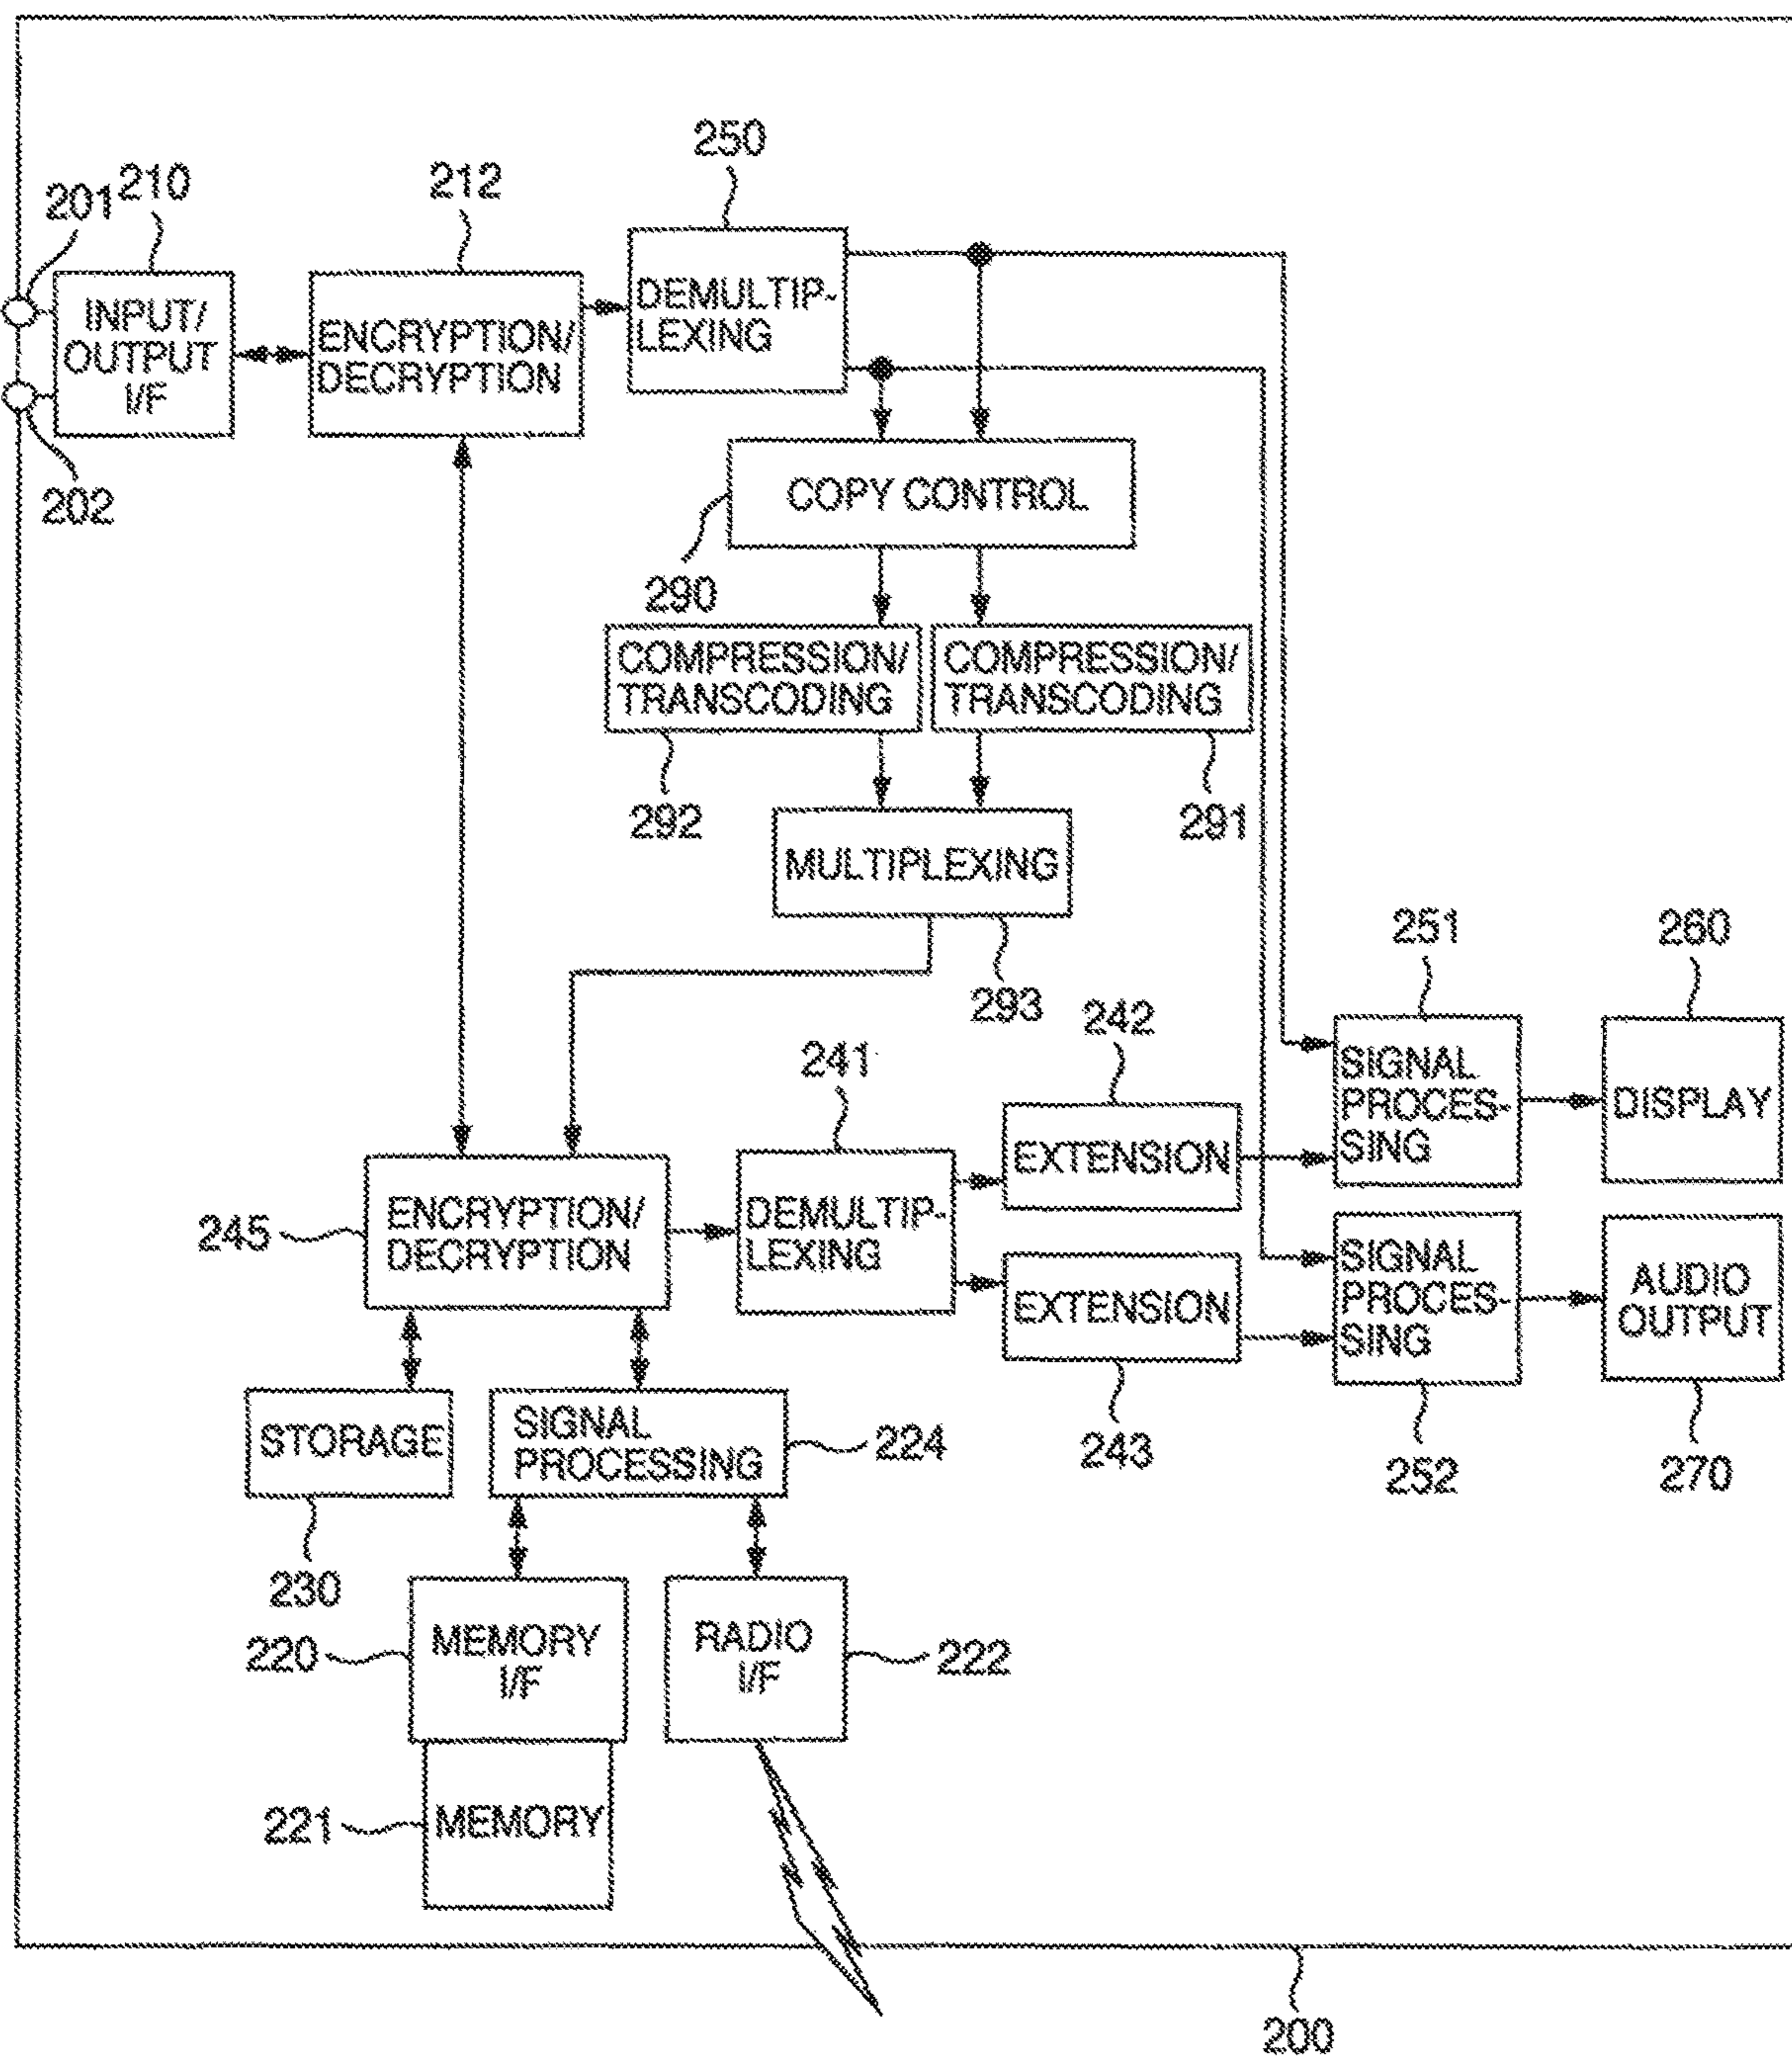 250
201
210
212
INPUT/
OUTPUT
I/F
ENCRYPTION/
DECRYPTION
DEMULTIP-
LEXING
202
COPY CONTROL
290
COMPRESSION/
TRANSCODING
COMPRESSION/
TRANSCODING
292
291
MULTIPLEXING
293
251
260
241
242
SIGNAL
PROCES-
SING
DISPLAY
EXTENSION
245
ENCRYPTION/
DECRYPTION
DEMULTIP-
LEXING
EXTENSION
SIGNAL
PROCES-
SING
AUDIO
OUTPUT
STORAGE
SIGNAL
PROCESSING
224
243
252
270
230
220
MEMORY
I/F
RADIO
I/F
222
221
MEMORY
200